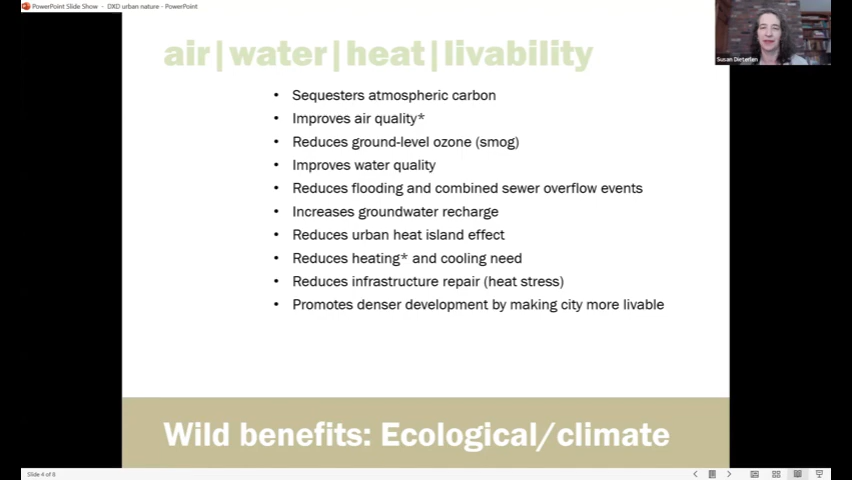 PowerPoint Slide Show - DXD urban nature - PowerPoint
Susan Dieterlen
air|water|heat|livability
• Sequesters atmospheric carbon
• Improves air quality*
• Reduces ground-level ozone (smog)
• Improves water quality
• Reduces flooding and combined sewer overflow events
• Increases groundwater recharge
• Reduces urban heat island effect
• Reduces heating* and cooling need
• Reduces infrastructure repair (heat stress)
• Promotes denser development by making city more livable
Wild benefits: Ecological/climate
Slide 4 of 8